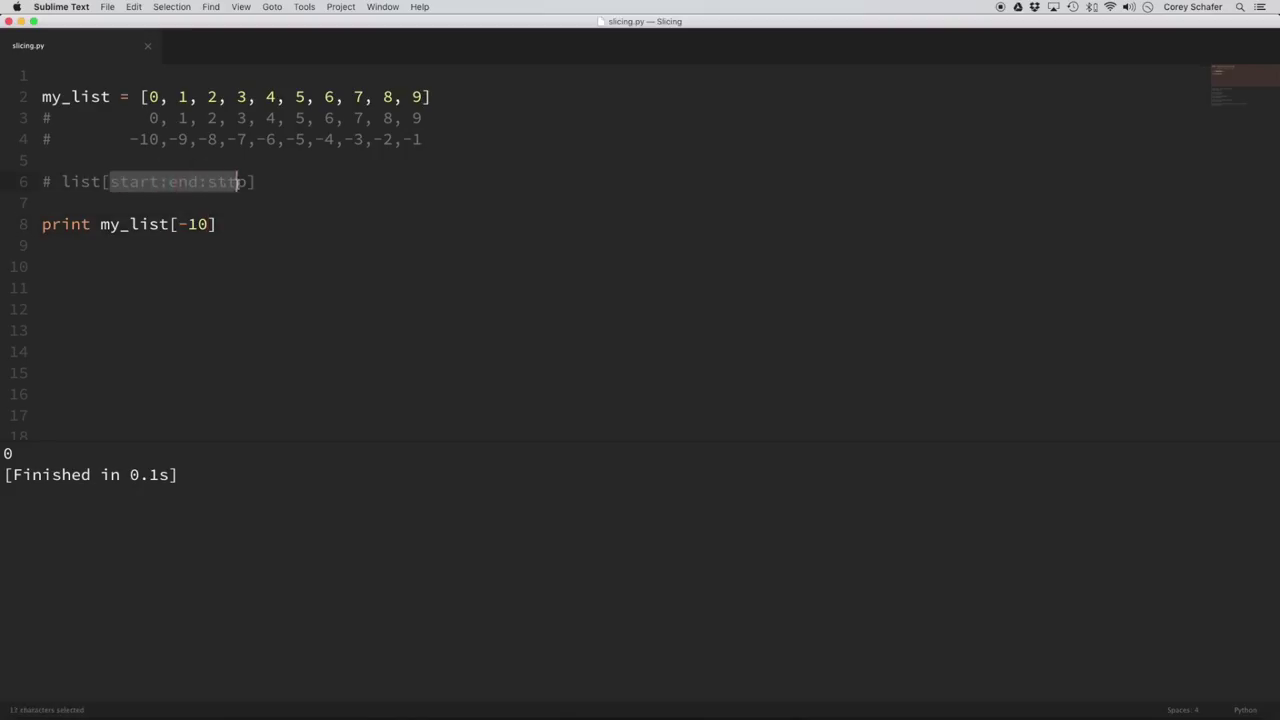 Sublime Text File Edit Selection Find View Goto Tools Project Window Help Corey Schafer
slicing.py — Slicing
slicing.py
1
2 my_list = [0, 1, 2, 3, 4, 5, 6, 7, 8, 9]
3 # 0, 1, 2, 3, 4, 5, 6, 7, 8, 9
4 # -10,-9,-8,-7,-6,-5,-4,-3,-2,-1
5
6 # list[start:end:step]
7
8 print my_list[-10]
9
10
11
12
13
14
15
16
17
18
0
[Finished in 0.1s]
12 characters selected Spaces: 4 Python